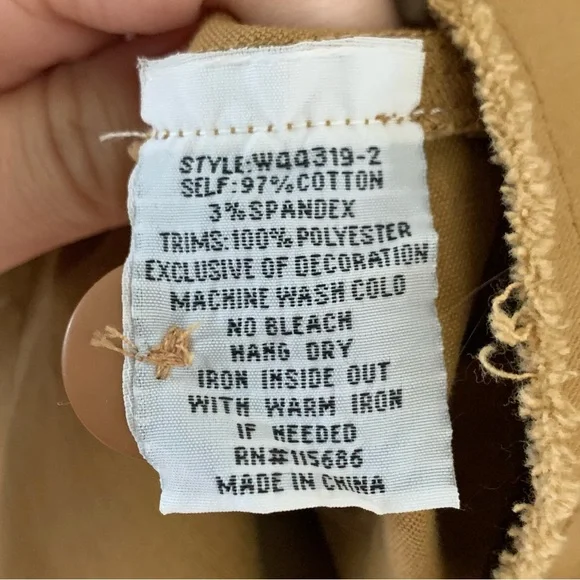 STYLE:W99319-2
SELF:97%COTTON
3%SPANDEX
TRIMS:100%POLYESTER
EXCLUSIVE OF DECORATION
MACHINE WASH COLD
NO BLEACH
HANG DRY
IRON INSIDE OUT
WITH WARM IRON
IF NEEDED
RN#115686
MADE IN CHINA